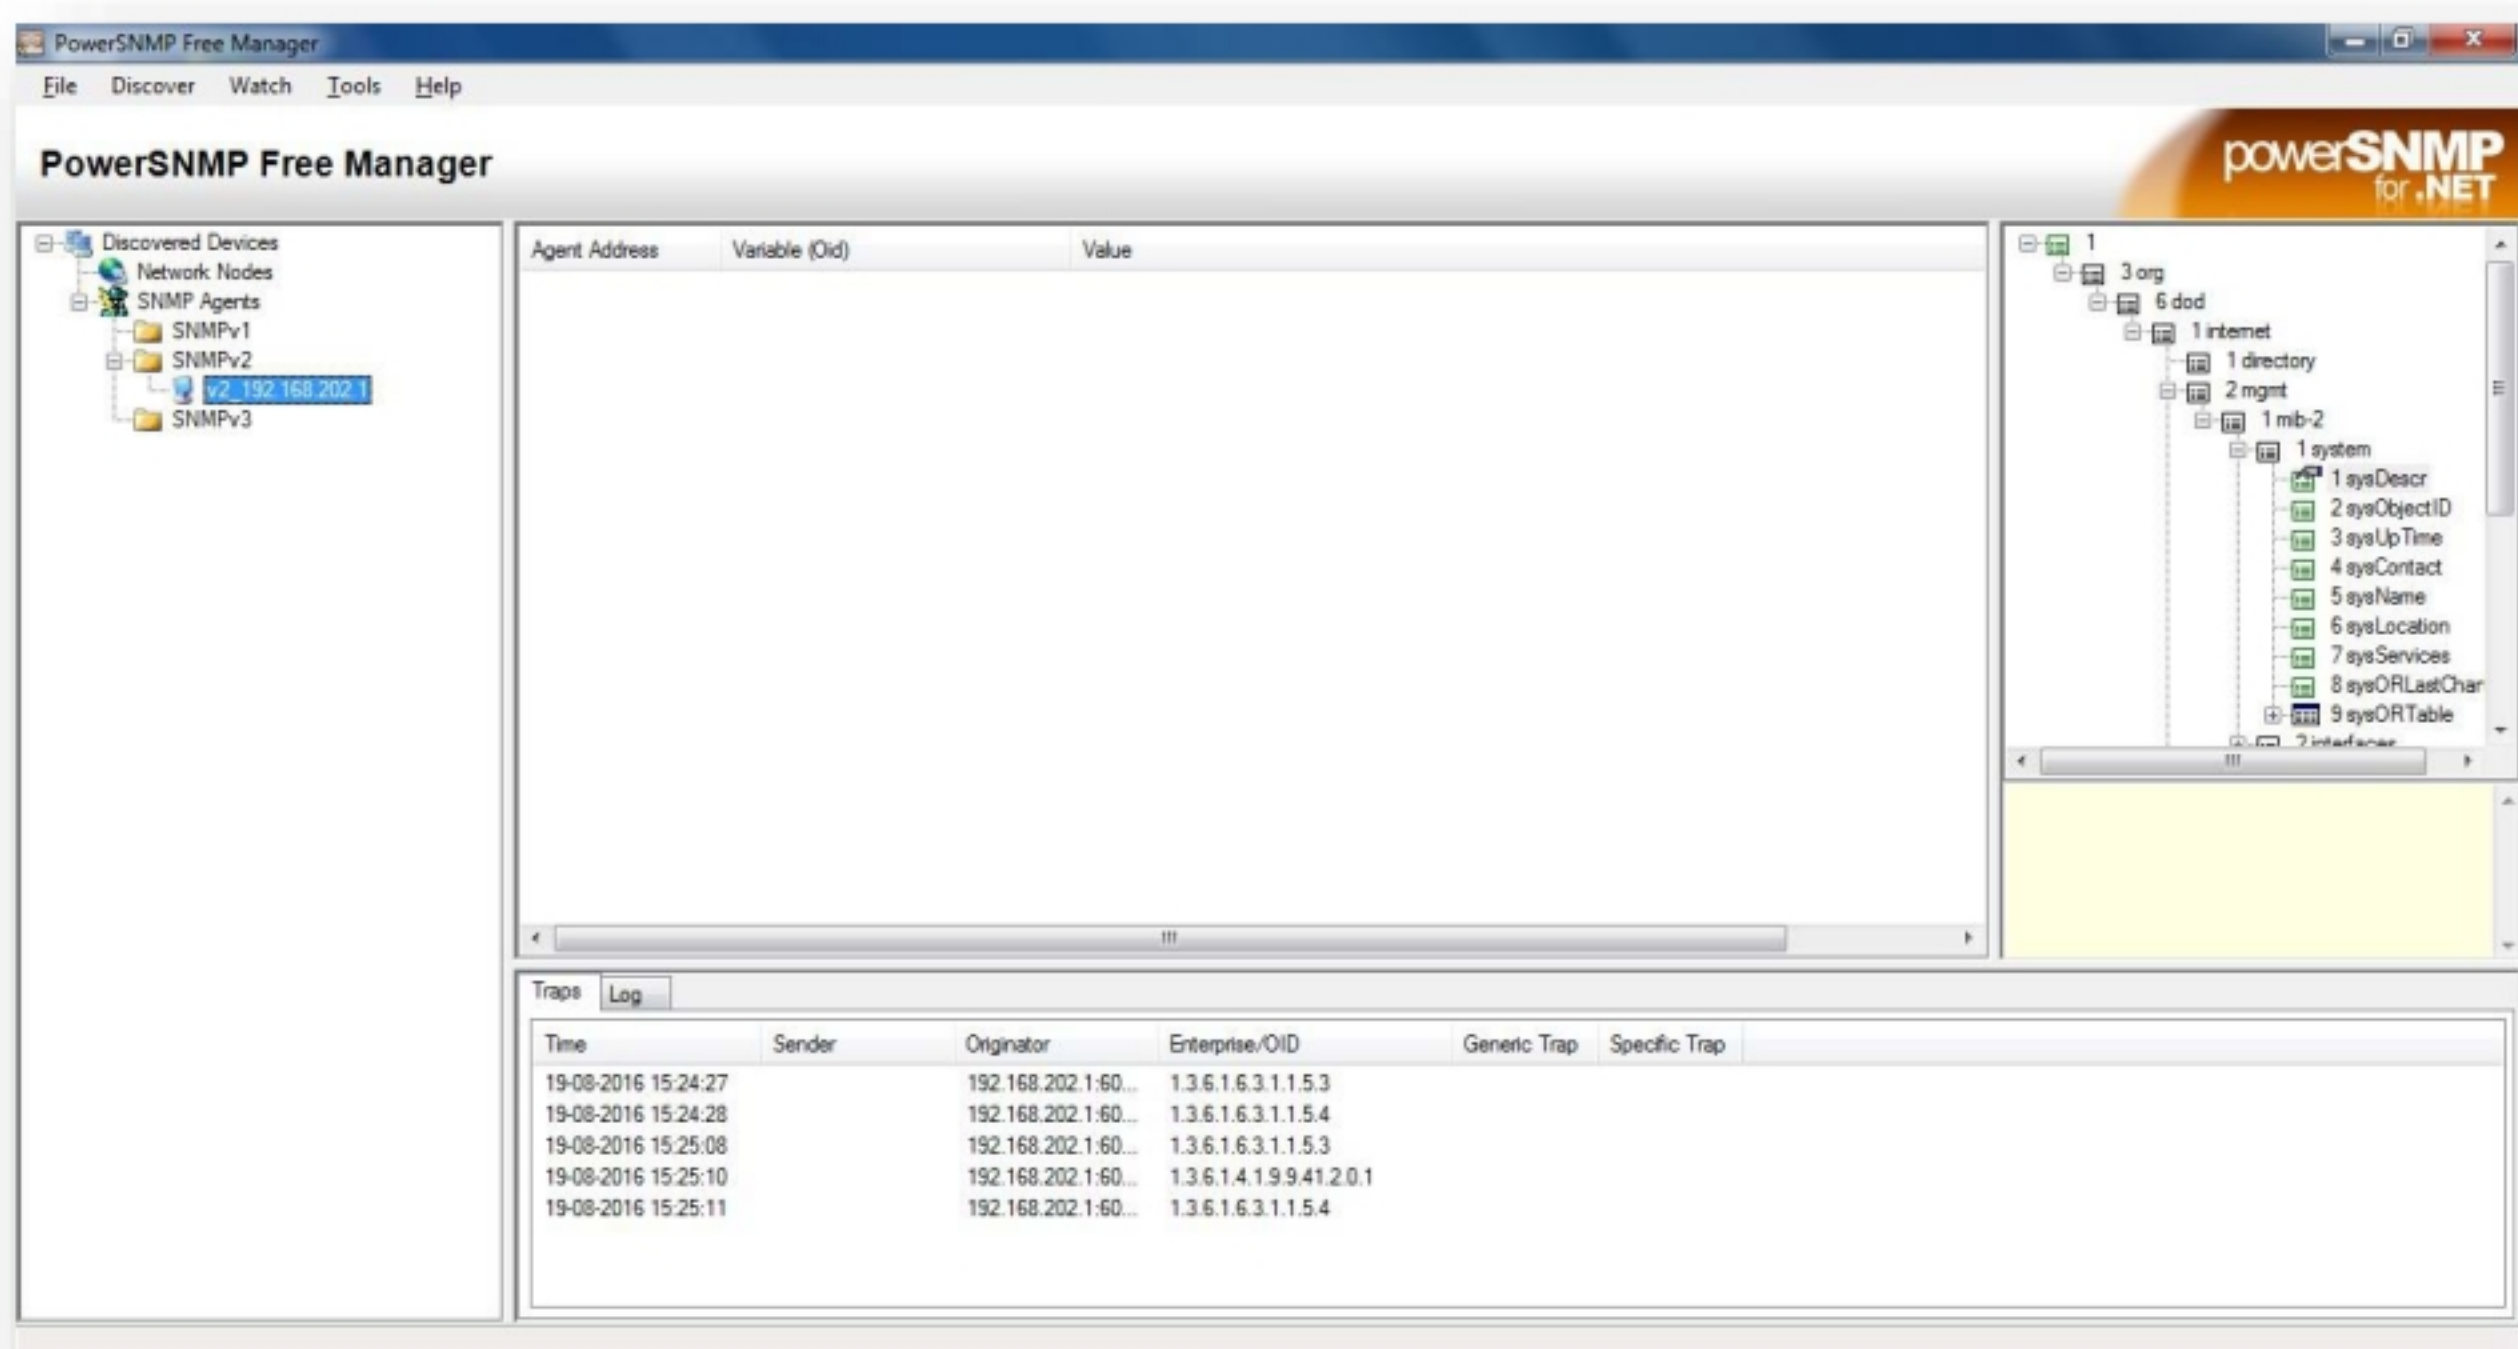 PowerSNMP Free Manager
File Discover Watch Tools Help
PowerSNMP Free Manager
powerSNMP
for .NET
Discovered Devices
Network Nodes
SNMP Agents
SNMPv1
SNMPv2
v2_192.168.202.1
SNMPv3
Agent Address Variable (Oid) Value
1
3 org
6 dod
1 internet
1 directory
2 mgmt
1 mib-2
1 system
1 sysDescr
2 sysObjectID
3 sysUpTime
4 sysContact
5 sysName
6 sysLocation
7 sysServices
8 sysORLastChar
9 sysORTable
2 interfaces
Traps Log
Time Sender Originator Enterprise/OID Generic Trap Specific Trap
19-08-2016 15:24:27 192.168.202.1:60... 1.3.6.1.6.3.1.1.5.3
19-08-2016 15:24:28 192.168.202.1:60... 1.3.6.1.6.3.1.1.5.4
19-08-2016 15:25:08 192.168.202.1:60... 1.3.6.1.6.3.1.1.5.3
19-08-2016 15:25:10 192.168.202.1:60... 1.3.6.1.4.1.9.9.41.2.0.1
19-08-2016 15:25:11 192.168.202.1:60... 1.3.6.1.6.3.1.1.5.4